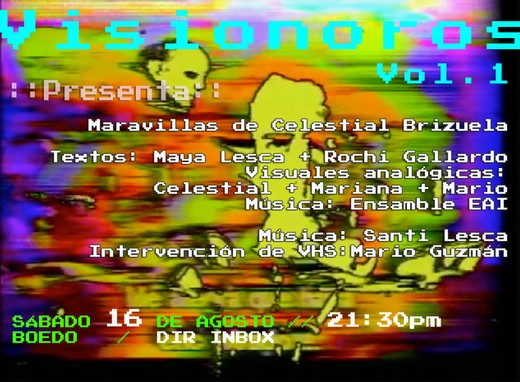 Visionoros
Vol.1
::Presenta::
Maravillas de Celestial Brizuela
Textos: Maya Lesca + Rochi Gallardo
Visuales analógicas:
Celestial + Mariana + Mario
Música: Ensamble EAI
Música: Santi Lesca
Intervención de VHS:Mario Guzmán
SáBADO 16 DE AGOSTO // 21:30pm
BOEDO / DIR INBOX